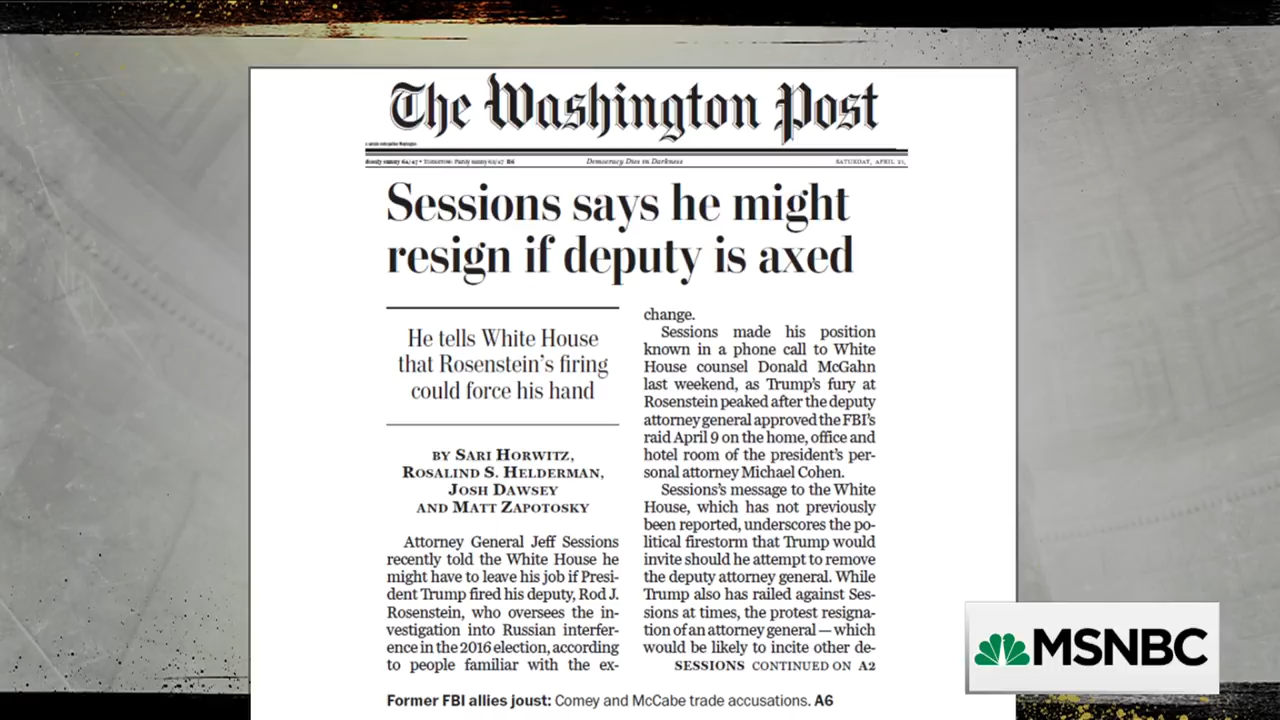 The Washington Post
Mostly sunny 64/47 • TOMORROW: Partly sunny 65/47 B6
Democracy Dies in Darkness
SATURDAY, APRIL 21,
Sessions says he might
resign if deputy is axed
He tells White House
that Rosenstein’s firing
could force his hand
BY SARI HORWITZ,
ROSALIND S. HELDERMAN,
JOSH DAWSEY
AND MATT ZAPOTOSKY
Attorney General Jeff Sessions
recently told the White House he
might have to leave his job if Presi-
dent Trump fired his deputy, Rod J.
Rosenstein, who oversees the in-
vestigation into Russian interfer-
ence in the 2016 election, according
to people familiar with the ex-
change.
Sessions made his position
known in a phone call to White
House counsel Donald McGahn
last weekend, as Trump’s fury at
Rosenstein peaked after the deputy
attorney general approved the FBI’s
raid April 9 on the home, office and
hotel room of the president’s per-
sonal attorney Michael Cohen.
Sessions’s message to the White
House, which has not previously
been reported, underscores the po-
litical firestorm that Trump would
invite should he attempt to remove
the deputy attorney general. While
Trump also has railed against Ses-
sions at times, the protest resigna-
tion of an attorney general — which
would be likely to incite other de-
SESSIONS CONTINUED ON A2
Former FBI allies joust: Comey and McCabe trade accusations. A6
MSNBC